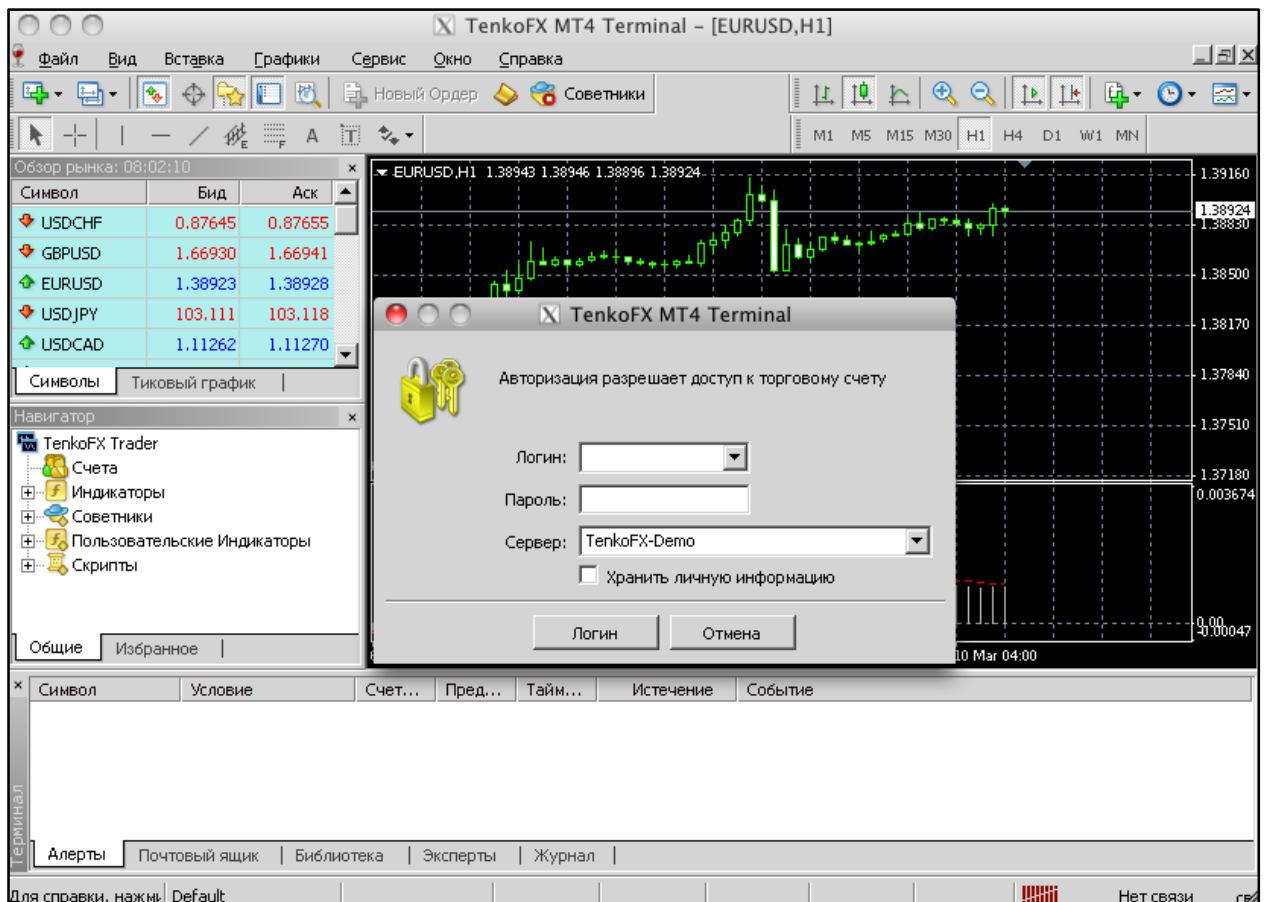 TenkoFX MT4 Terminal – [EURUSD,H1]
Файл Вид Вставка Графики Сервис Окно Справка
Новый Ордер Советники
A T M1 M5 M15 M30 H1 H4 D1 W1 MN
Обзор рынка: 08:02:10
Символ Бид Аск
USDCHF 0.87645 0.87655
GBPUSD 1.66930 1.66941
EURUSD 1.38923 1.38928
USDJPY 103.111 103.118
USDCAD 1.11262 1.11270
Символы Тиковый график
Навигатор
TenkoFX Trader
Счета
Индикаторы
Советники
Пользовательские Индикаторы
Скрипты
Общие Избранное
EURUSD,H1 1.38943 1.38946 1.38896 1.38924
1.39160
1.38924
1.38830
1.38500
1.38170
1.37840
1.37510
1.37180
0.003674
0.00
-0.00047
10 Mar 04:00
TenkoFX MT4 Terminal
Авторизация разрешает доступ к торговому счету
Логин:
Пароль:
Сервер: TenkoFX-Demo
Хранить личную информацию
Логин Отмена
Символ Условие Счет... Пред... Тайм... Истечение Событие
Терминал
Алерты Почтовый ящик Библиотека Эксперты Журнал
Для справки, нажми Default Нет связи